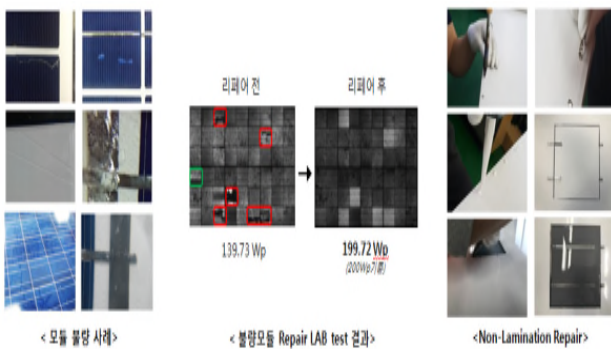 리페어 전
리페어 후
139.73 Wp
199.72 Wp
(200Wp기준)
< 모듈 불량 사례>
< 불량모듈 Repair LAB test 결과>
<Non-Lamination Repair>